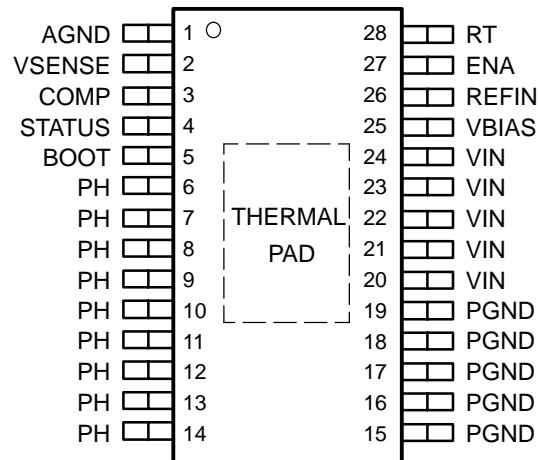 AGND 1 28 RT
VSENSE 2 27 ENA
COMP 3 26 REFIN
STATUS 4 25 VBIAS
BOOT 5 24 VIN
PH 6 23 VIN
PH 7 THERMAL 22 VIN
PH 8 PAD 21 VIN
PH 9 20 VIN
PH 10 19 PGND
PH 11 18 PGND
PH 12 17 PGND
PH 13 16 PGND
PH 14 15 PGND